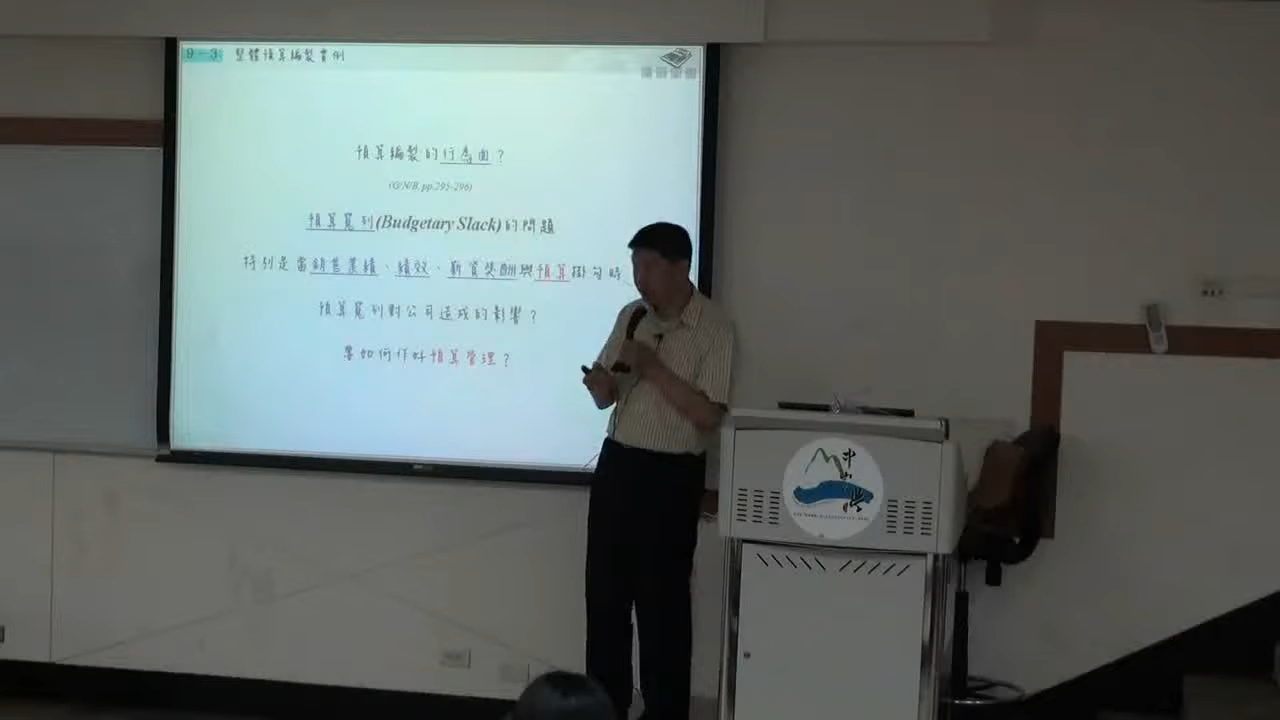 9-3 整體預算編製實例
預算編製的行為面?
(G/N/B, pp.295-296)
預算寬列(Budgetary Slack)的問題
特別是當銷售業績、績效、薪資獎酬與預算掛勾時
預算寬列對公司造成的影響?
要如何作好預算管理?
中山